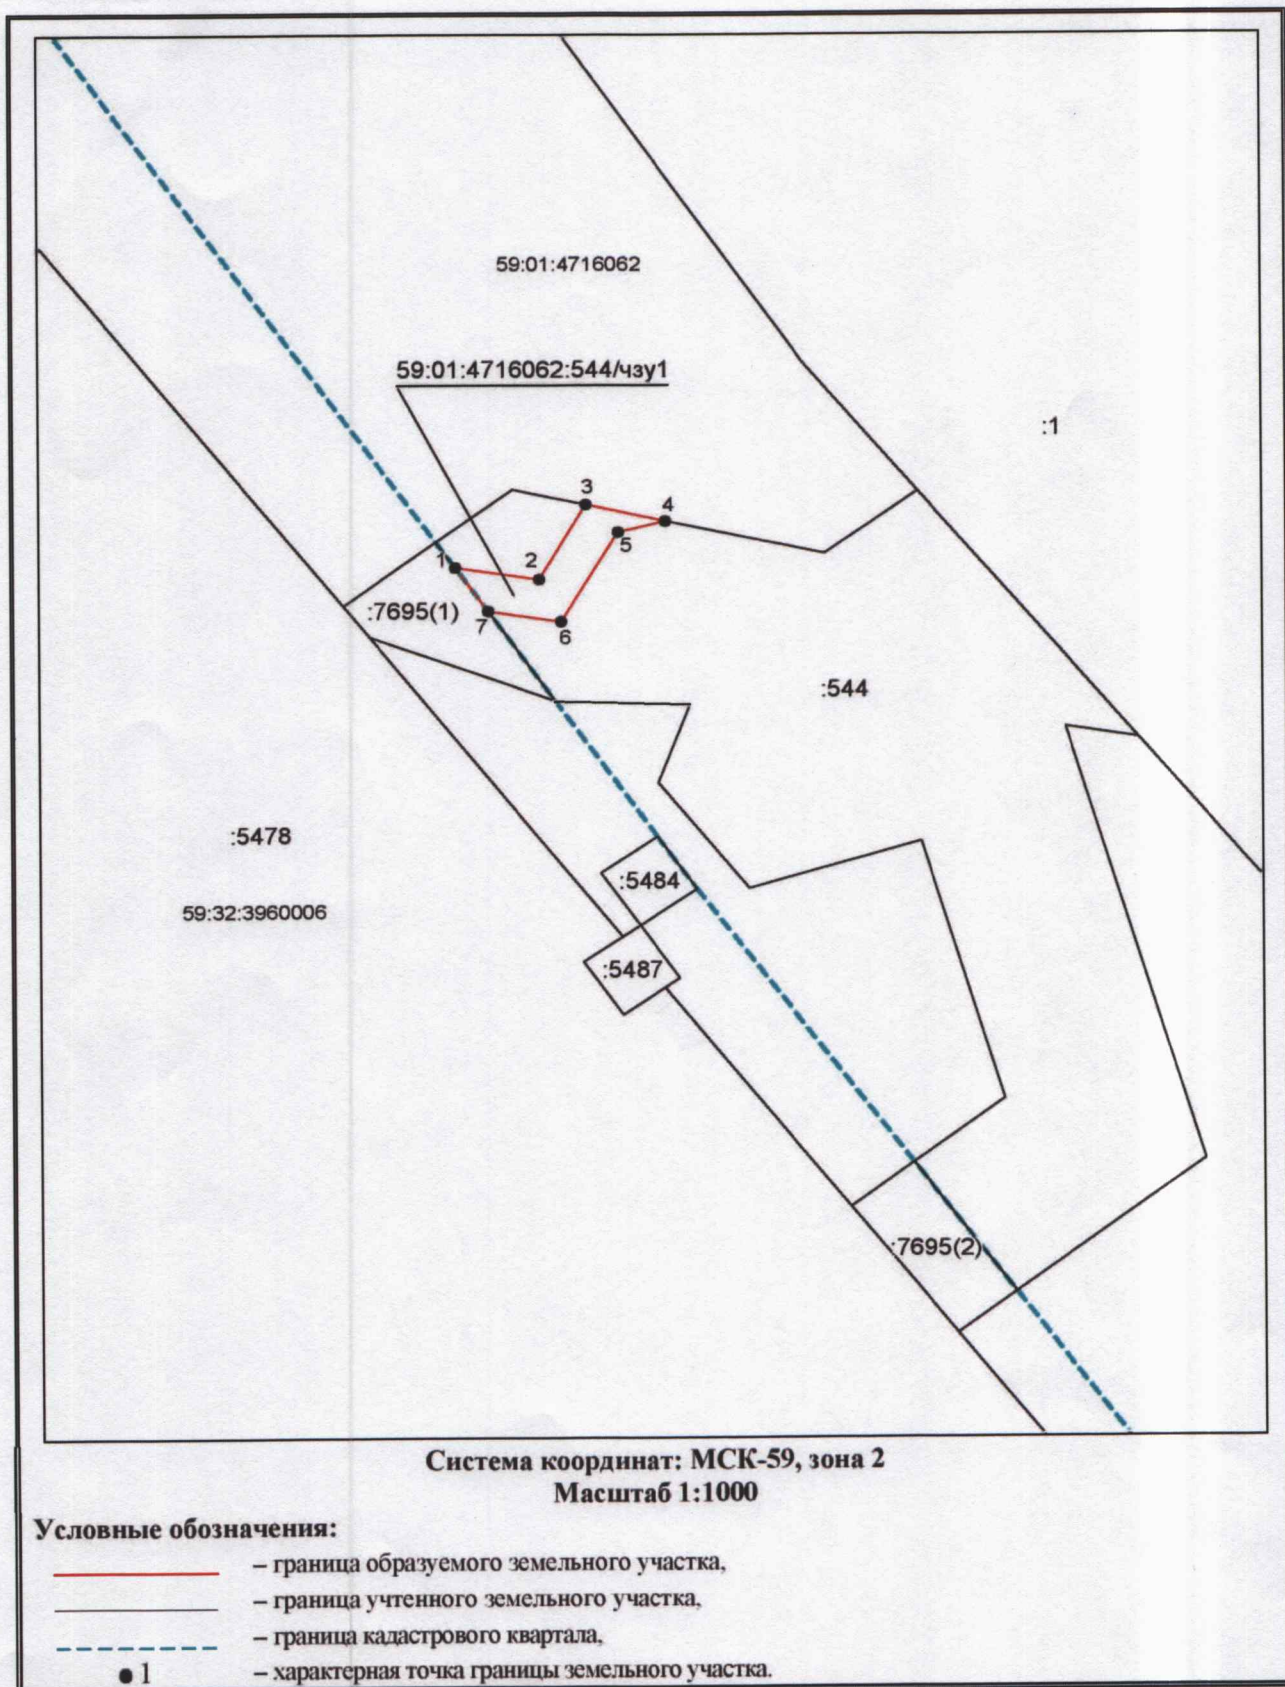 59:01:4716062
59:01:4716062:544/чзу1
:1
3
4
5
1
2
:7695(1)
7
6
:544
:5478
:5484
59:32:3960006
:5487
:7695(2)
Система координат: МСК-59, зона 2
Масштаб 1:1000
Условные обозначения:
– граница образуемого земельного участка,
– граница учтенного земельного участка,
– граница кадастрового квартала,
1 – характерная точка границы земельного участка.